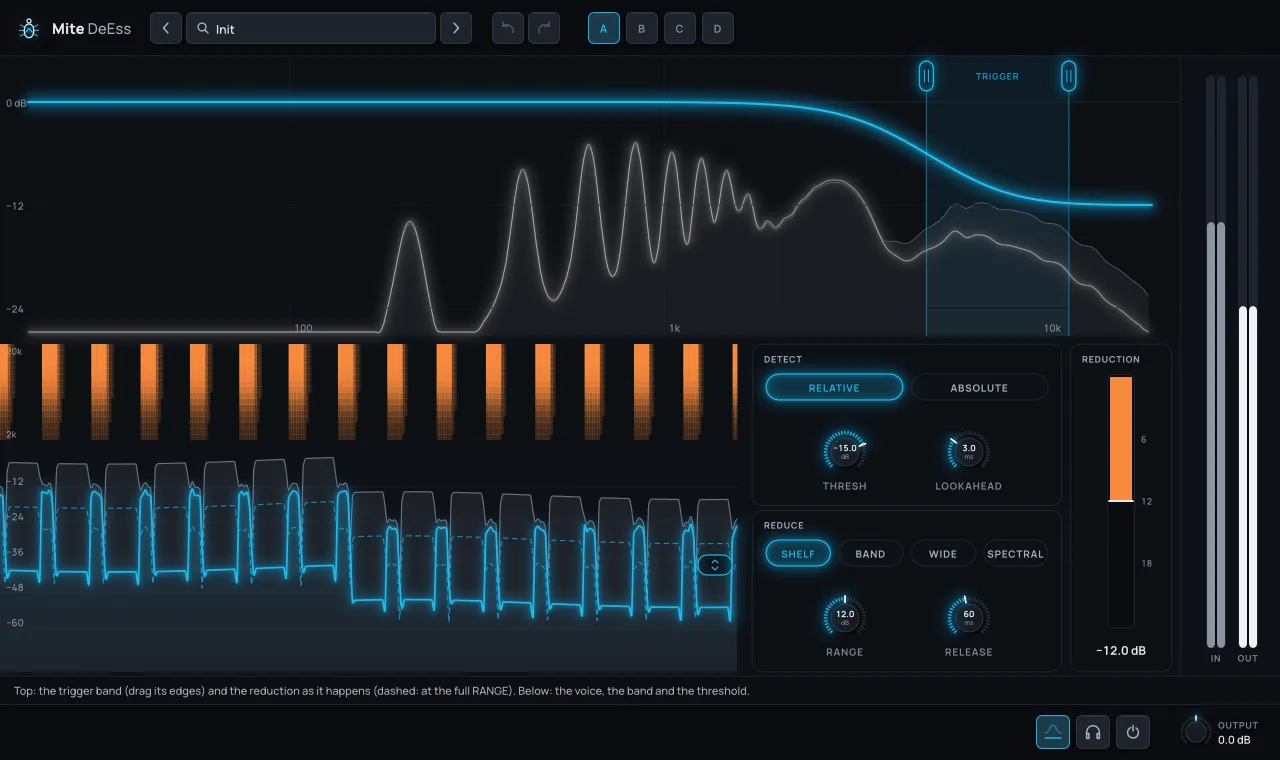 Mite DeEss
Init
A
B
C
D
TRIGGER
0 dB
−12
−24
100
1k
10k
20k
2k
−12
−24
−36
−48
−60
DETECT
RELATIVE
ABSOLUTE
−15.0
dB
THRESH
3.0
ms
LOOKAHEAD
REDUCE
SHELF
BAND
WIDE
SPECTRAL
12.0
dB
RANGE
60
ms
RELEASE
REDUCTION
6
12
18
−12.0 dB
IN
OUT
Top: the trigger band (drag its edges) and the reduction as it happens (dashed: at the full RANGE). Below: the voice, the band and the threshold.
OUTPUT
0.0 dB